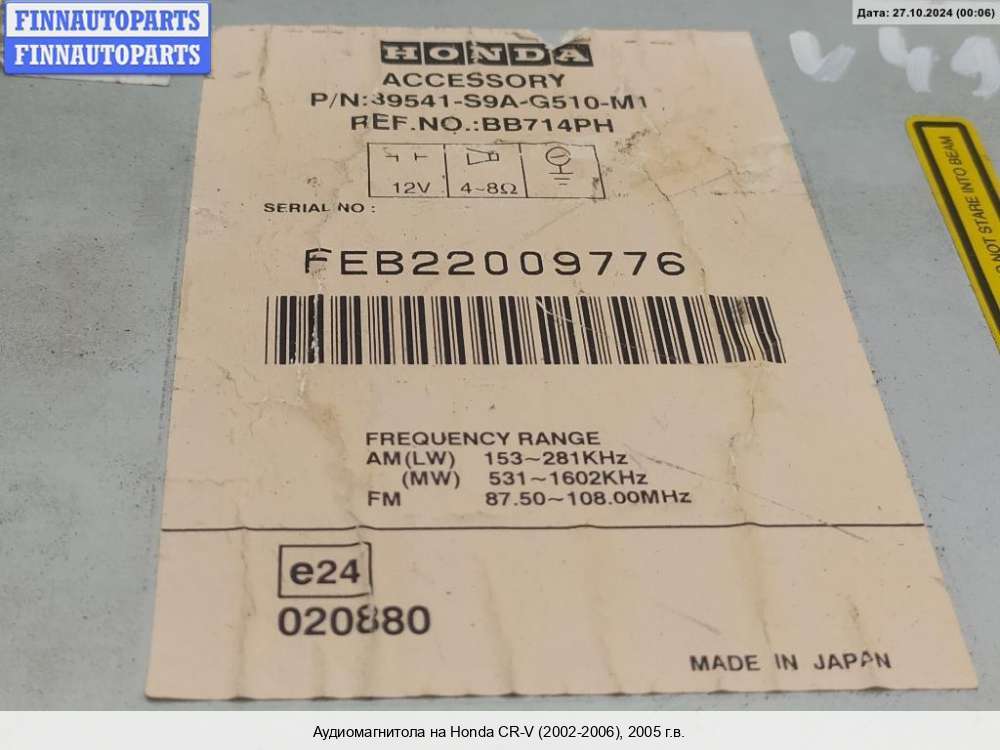 FINNAUTOPARTS
FINNAUTOPARTS
Дата: 27.10.2024 (00:06)
V 49
HONDA
ACCESSORY
P/N:39541-S9A-G510-M1
REF.NO.:BB714PH
12V 4~8Ω
SERIAL NO :
FEB22009776
NOT STARE INTO BEAM
FREQUENCY RANGE
AM(LW) 153~281KHz
(MW) 531~1602KHz
FM 87.50~108.00MHz
e24
020880
MADE IN JAPAN
Аудиомагнитола на Honda CR-V (2002-2006), 2005 г.в.